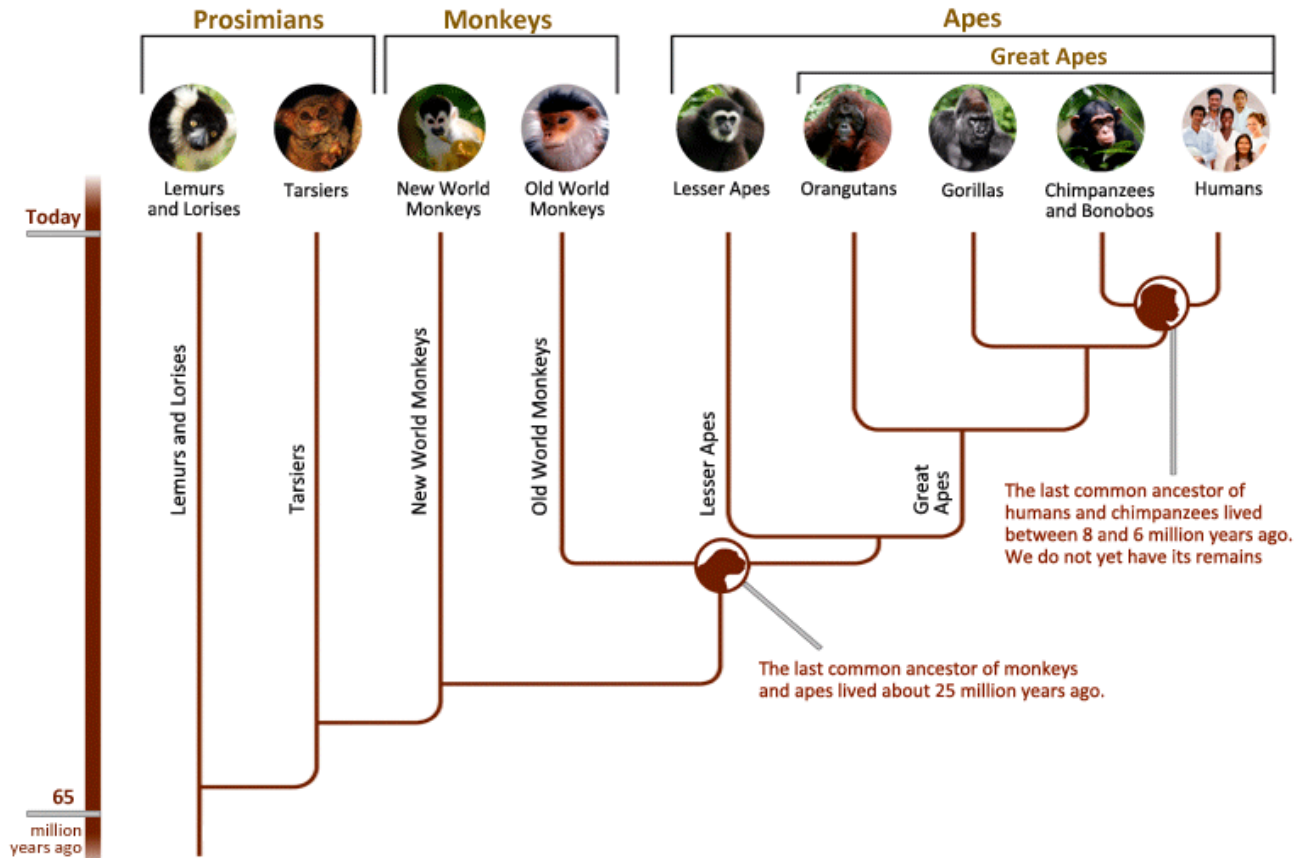 Prosimians
Monkeys
Apes
Great Apes
Lemurs
and Lorises
Tarsiers
New World
Monkeys
Old World
Monkeys
Lesser Apes
Orangutans
Gorillas
Chimpanzees
and Bonobos
Humans
Today
Lemurs and Lorises
Tarsiers
New World Monkeys
Old World Monkeys
Lesser Apes
Great
Apes
The last common ancestor of
humans and chimpanzees lived
between 8 and 6 million years ago.
We do not yet have its remains
The last common ancestor of monkeys
and apes lived about 25 million years ago.
65
million
years ago